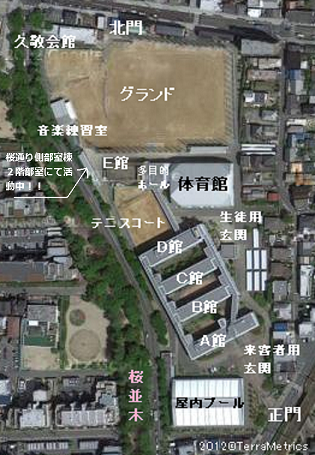 北門
久敬会館
グランド
音楽練習室
桜通り側部室棟
２階部室にて活
動中！！
E館
多目的
ホール
体育館
テニスコート
生徒用
玄関
D館
C館
B館
A館
来客者用
玄関
桜並木
屋内プール
正門
2012©TerraMetrics